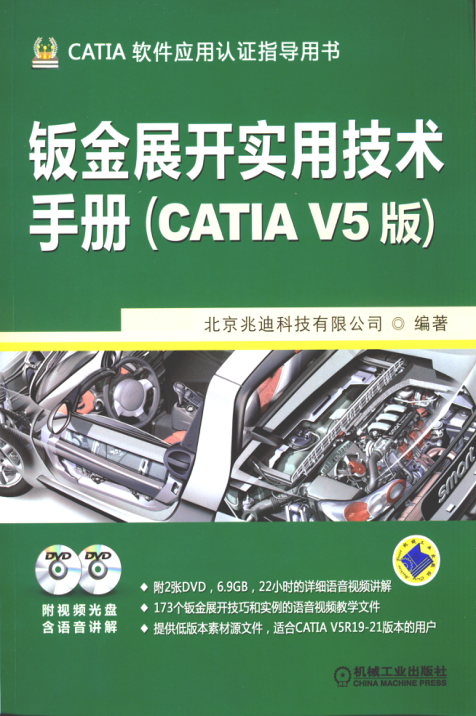 CATIA 软件应用认证指导用书
钣金展开实用技术
手册(CATIA V5 版)
北京兆迪科技有限公司 ◎ 编著
smart
DVD DVD
附视频光盘
含语音讲解
◆ 附2张DVD，6.9GB，22小时的详细语音视频讲解
◆ 173个钣金展开技巧和实例的语音视频教学文件
◆ 提供低版本素材源文件，适合CATIA V5R19-21版本的用户
机械工业出版社
CHINA MACHINE PRESS